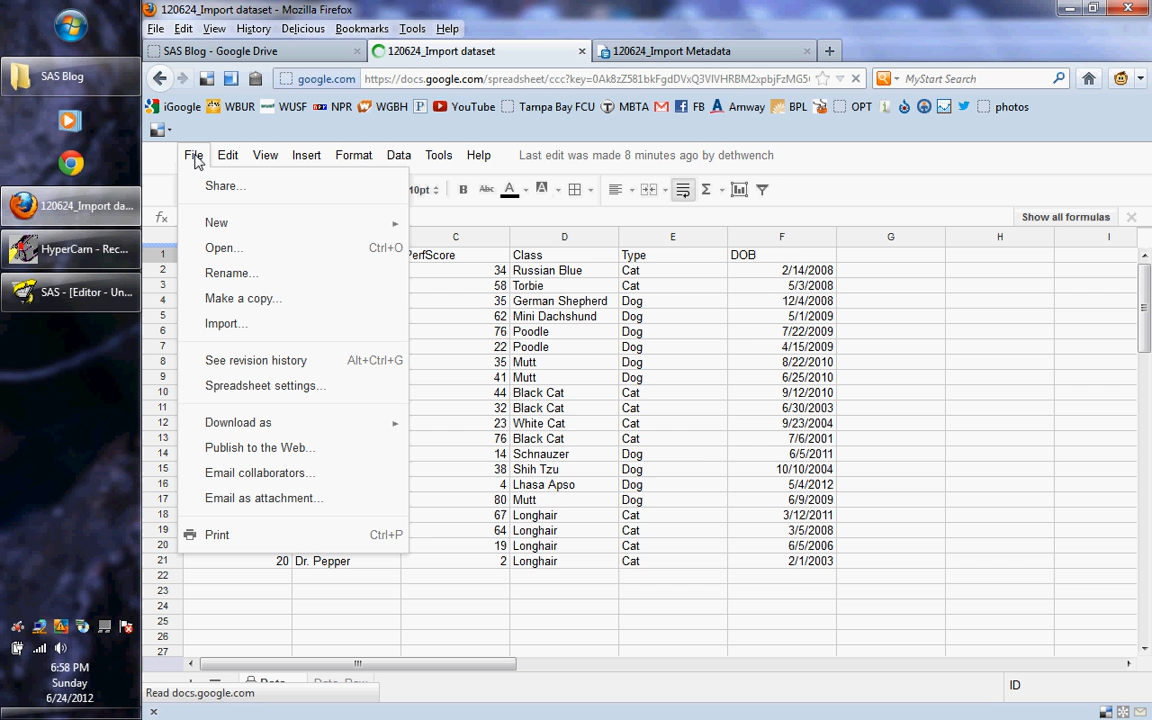 120624_Import dataset - Mozilla Firefox
File Edit View History Delicious Bookmarks Tools Help
SAS Blog - Google Drive
120624_Import dataset
120624_Import Metadata
google.com
https://docs.google.com/spreadsheet/ccc?key=0Ak8zZ581bkFgdDVxQ3VIVHRBM2xpbjFzMG5
MyStart Search
iGoogle WBUR WUSF NPR WGBH YouTube Tampa Bay FCU MBTA FB Amway BPL OPT photos
File Edit View Insert Format Data Tools Help
Last edit was made 8 minutes ago by dethwench
10pt
Show all formulas
C D E F G H I
1 PerfScore Class Type DOB
2 34 Russian Blue Cat 2/14/2008
3 58 Torbie Cat 5/3/2008
4 35 German Shepherd Dog 12/4/2008
5 62 Mini Dachshund Dog 5/1/2009
6 76 Poodle Dog 7/22/2009
7 22 Poodle Dog 4/15/2009
8 35 Mutt Dog 8/22/2010
9 41 Mutt Dog 6/25/2010
10 44 Black Cat Cat 9/12/2010
11 32 Black Cat Cat 6/30/2003
12 23 White Cat Cat 9/23/2004
13 76 Black Cat Cat 7/6/2001
14 14 Schnauzer Dog 6/5/2011
15 38 Shih Tzu Dog 10/10/2004
16 4 Lhasa Apso Dog 5/4/2012
17 80 Mutt Dog 6/9/2009
18 67 Longhair Cat 3/12/2011
19 64 Longhair Cat 3/5/2008
20 19 Longhair Cat 6/5/2006
21 20 Dr. Pepper 2 Longhair Cat 2/1/2003
22
23
24
25
26
27
Share...
New
Open... Ctrl+O
Rename...
Make a copy...
Import...
See revision history Alt+Ctrl+G
Spreadsheet settings...
Download as
Publish to the Web...
Email collaborators...
Email as attachment...
Print Ctrl+P
ID
Read docs.google.com
SAS Blog
120624_Import da...
HyperCam - Rec...
SAS - [Editor - Un...
6:58 PM
Sunday
6/24/2012